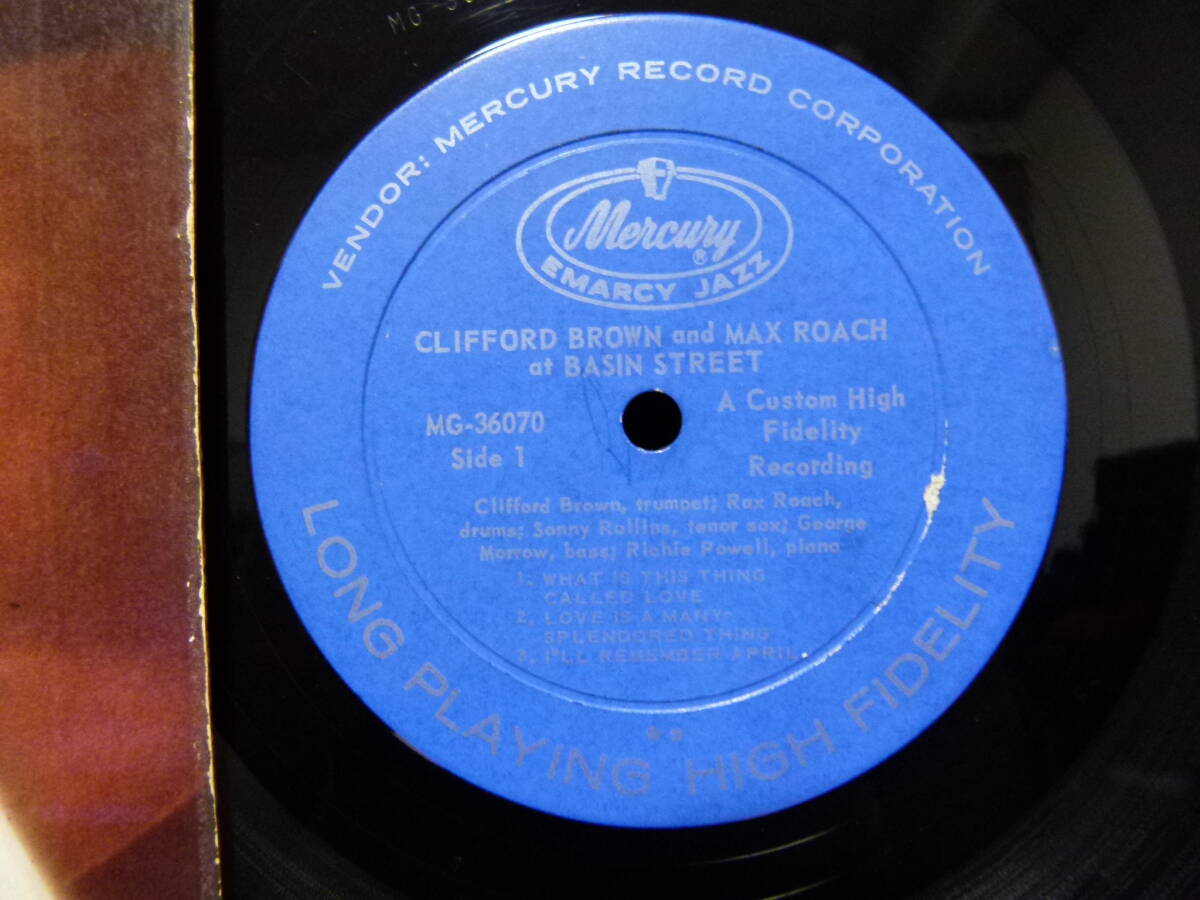 MG
VENDOR: MERCURY RECORD CORPORATION
Mercury
®
EMARCY JAZZ
CLIFFORD BROWN and MAX ROACH
at BASIN STREET
MG-36070
Side 1
A Custom High
Fidelity
Recording
Clifford Brown, trumpet; Rax Roach,
drums; Sonny Rollins, tenor sax; George
Morrow, bass; Richie Powell, piano
1. WHAT IS THIS THING
CALLED LOVE
2. LOVE IS A MANY-
SPLENDORED THING
3. I'LL REMEMBER APRIL
LONG PLAYING HIGH FIDELITY